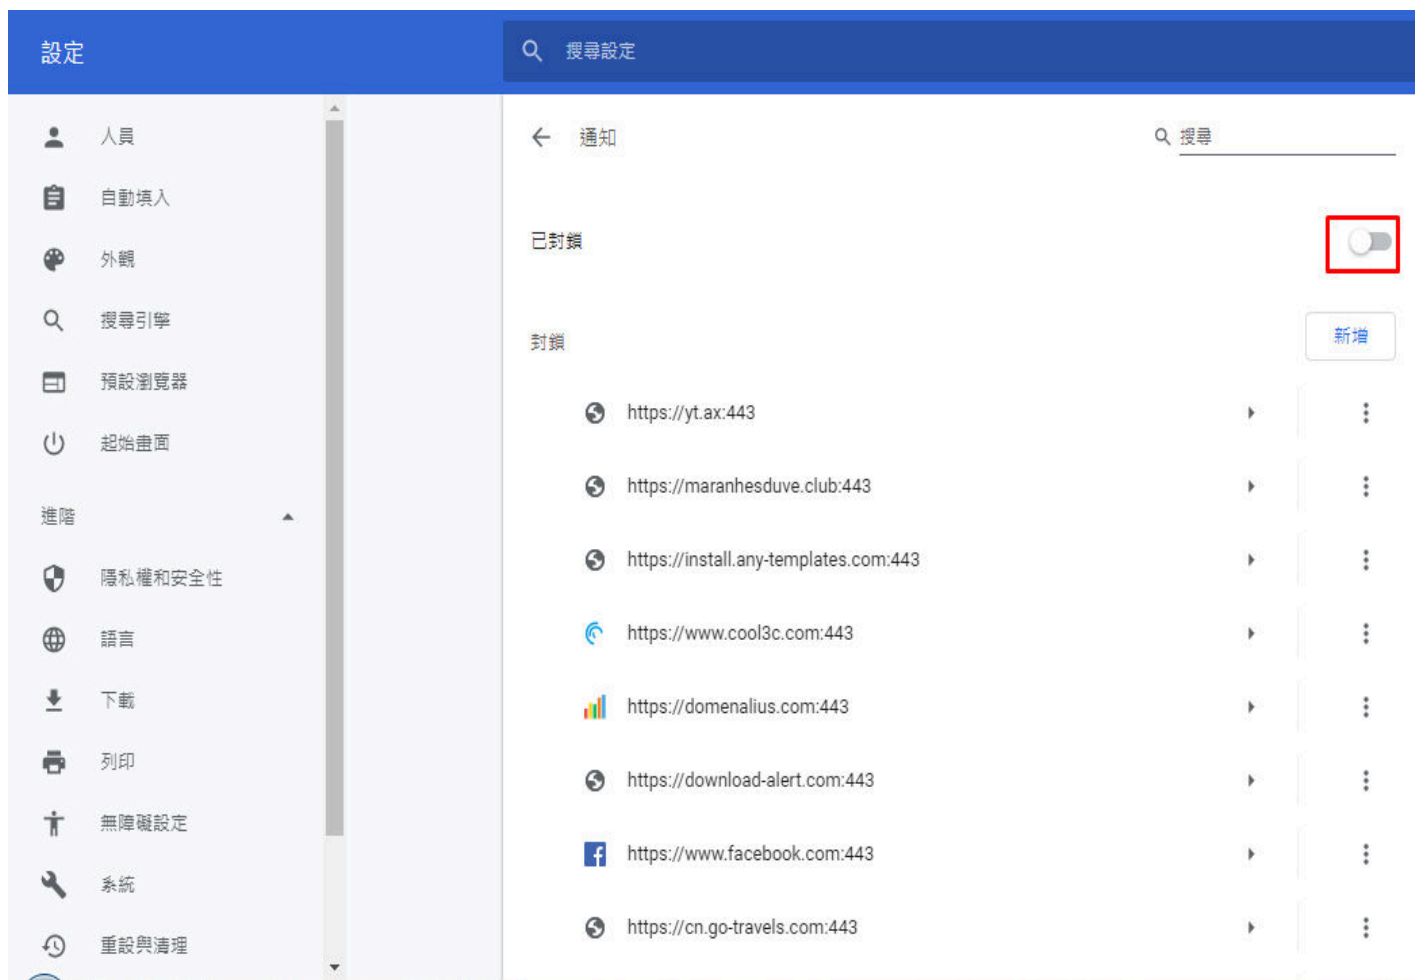 設定
搜尋設定
人員
自動填入
外觀
搜尋引擎
預設瀏覽器
起始畫面
進階
隱私權和安全性
語言
下載
列印
無障礙設定
系統
重設與清理
通知
搜尋
已封鎖
封鎖
新增
https://yt.ax:443
https://maranhesduve.club:443
https://install.any-templates.com:443
https://www.cool3c.com:443
https://domenalius.com:443
https://download-alert.com:443
https://www.facebook.com:443
https://cn.go-travels.com:443